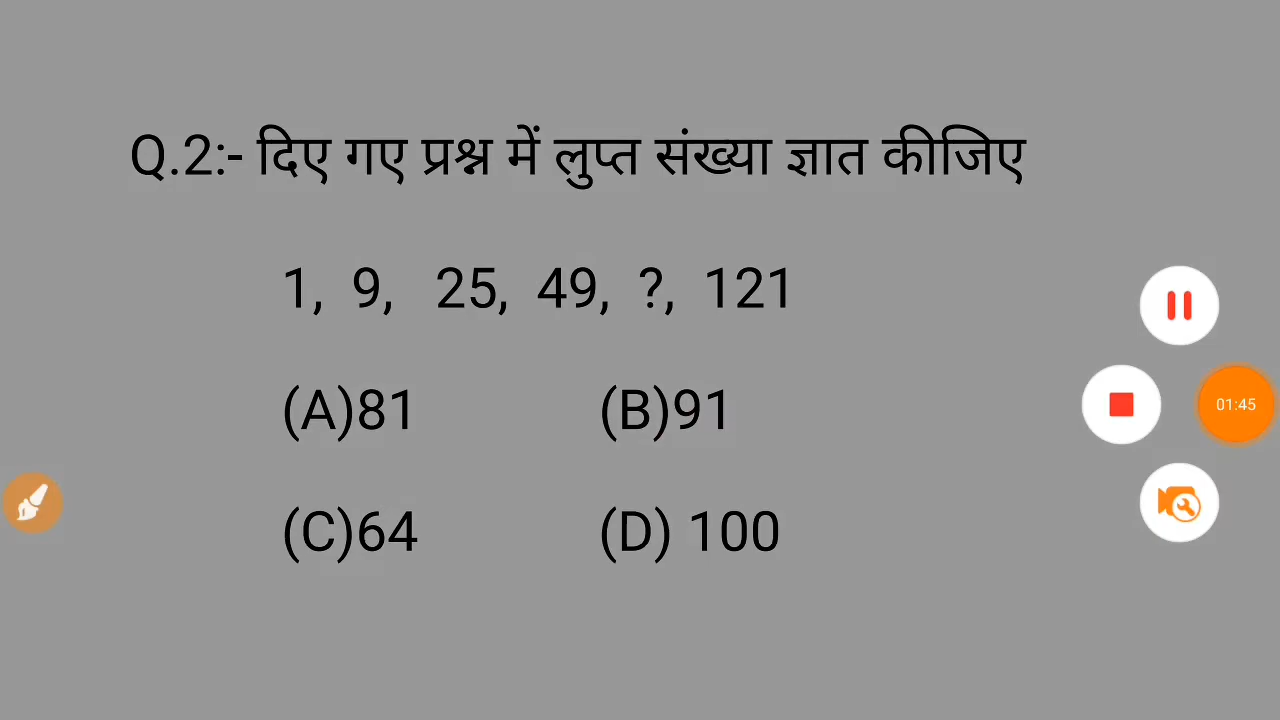 Q.2:- दिए गए प्रश्न में लुप्त संख्या ज्ञात कीजिए
1, 9, 25, 49, ?, 121
(A)81 (B)91
01:45
(C)64 (D) 100